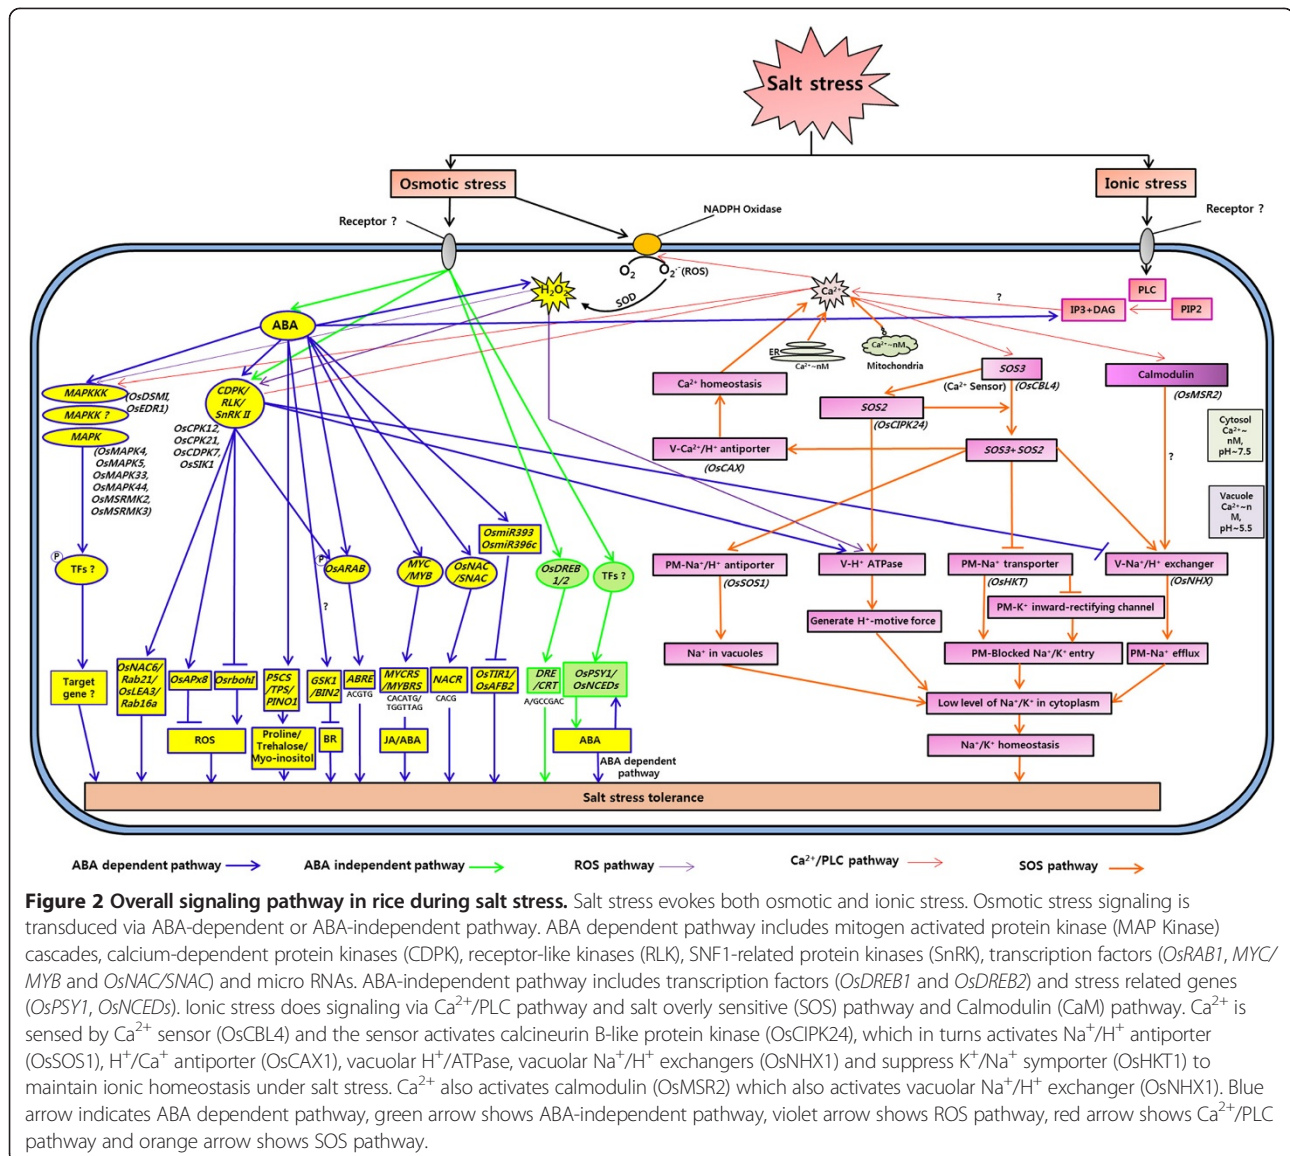 Salt stress
Osmotic stress
Ionic stress
Receptor ?
NADPH Oxidase
Receptor ?
O₂
O₂·⁻(ROS)
SOD
H₂O₂
Ca²⁺
?
PLC
IP3+DAG
PIP2
ABA
ER
Ca²⁺~nM
Ca²⁺~nM
Mitochondria
MAPKKK
(OsDSMI,
OsEDR1)
MAPKK ?
MAPK
(OsMAPK4,
OsMAPK5,
OsMAPK33,
OsMAPK44,
OsMSRMK2,
OsMSRMK3)
CDPK/
RLK/
SnRK II
OsCPK12,
OsCPK21,
OsCDPK7,
OsSIK1
Ca²⁺ homeostasis
SOS3
(Ca²⁺ Sensor)
(OsCBL4)
Calmodulin
(OsMSR2)
SOS2
(OsCIPK24)
V-Ca²⁺/H⁺ antiporter
(OsCAX)
SOS3+SOS2
?
Cytosol
Ca²⁺~
nM,
pH~7.5
Vacuole
Ca²⁺~n
M,
pH~5.5
OsmiR393
OsmiR396c
P
TFs ?
P
OsARAB
MYC
/MYB
OsNAC
/SNAC
OsDREB
1/2
TFs ?
PM-Na⁺/H⁺ antiporter
(OsSOS1)
V-H⁺ ATPase
PM-Na⁺ transporter
(OsHKT)
V-Na⁺/H⁺ exchanger
(OsNHX)
?
PM-K⁺ inward-rectifying channel
Generate H⁺-motive force
Na⁺ in vacuoles
PM-Blocked Na⁺/K⁺ entry
PM-Na⁺ efflux
Target
gene ?
OsNAC6/
Rab21/
OsLEA3/
Rab16a
OsAPx8
OsrbohI
P5CS
/TPS/
PINO1
GSK1
/BIN2
ABRE
ACGTG
MYCRS
/MYBRS
CACATG/
TGGTTAG
NACR
CACG
OsTIR1/
OsAFB2
DRE
/CRT
A/GCCGAC
OsPSY1/
OsNCEDs
Low level of Na⁺/K⁺ in cytoplasm
ROS
Proline/
Trehalose/
Myo-inositol
BR
JA/ABA
ABA
ABA dependent
pathway
Na⁺/K⁺ homeostasis
Salt stress tolerance
ABA dependent pathway
ABA independent pathway
ROS pathway
Ca²⁺/PLC pathway
SOS pathway
Figure 2 Overall signaling pathway in rice during salt stress. Salt stress evokes both osmotic and ionic stress. Osmotic stress signaling is
transduced via ABA-dependent or ABA-independent pathway. ABA dependent pathway includes mitogen activated protein kinase (MAP Kinase)
cascades, calcium-dependent protein kinases (CDPK), receptor-like kinases (RLK), SNF1-related protein kinases (SnRK), transcription factors (OsRAB1, MYC/
MYB and OsNAC/SNAC) and micro RNAs. ABA-independent pathway includes transcription factors (OsDREB1 and OsDREB2) and stress related genes
(OsPSY1, OsNCEDs). Ionic stress does signaling via Ca²⁺/PLC pathway and salt overly sensitive (SOS) pathway and Calmodulin (CaM) pathway. Ca²⁺ is
sensed by Ca²⁺ sensor (OsCBL4) and the sensor activates calcineurin B-like protein kinase (OsCIPK24), which in turns activates Na⁺/H⁺ antiporter
(OsSOS1), H⁺/Ca⁺ antiporter (OsCAX1), vacuolar H⁺/ATPase, vacuolar Na⁺/H⁺ exchangers (OsNHX1) and suppress K⁺/Na⁺ symporter (OsHKT1) to
maintain ionic homeostasis under salt stress. Ca²⁺ also activates calmodulin (OsMSR2) which also activates vacuolar Na⁺/H⁺ exchanger (OsNHX1). Blue
arrow indicates ABA dependent pathway, green arrow shows ABA-independent pathway, violet arrow shows ROS pathway, red arrow shows Ca²⁺/PLC
pathway and orange arrow shows SOS pathway.